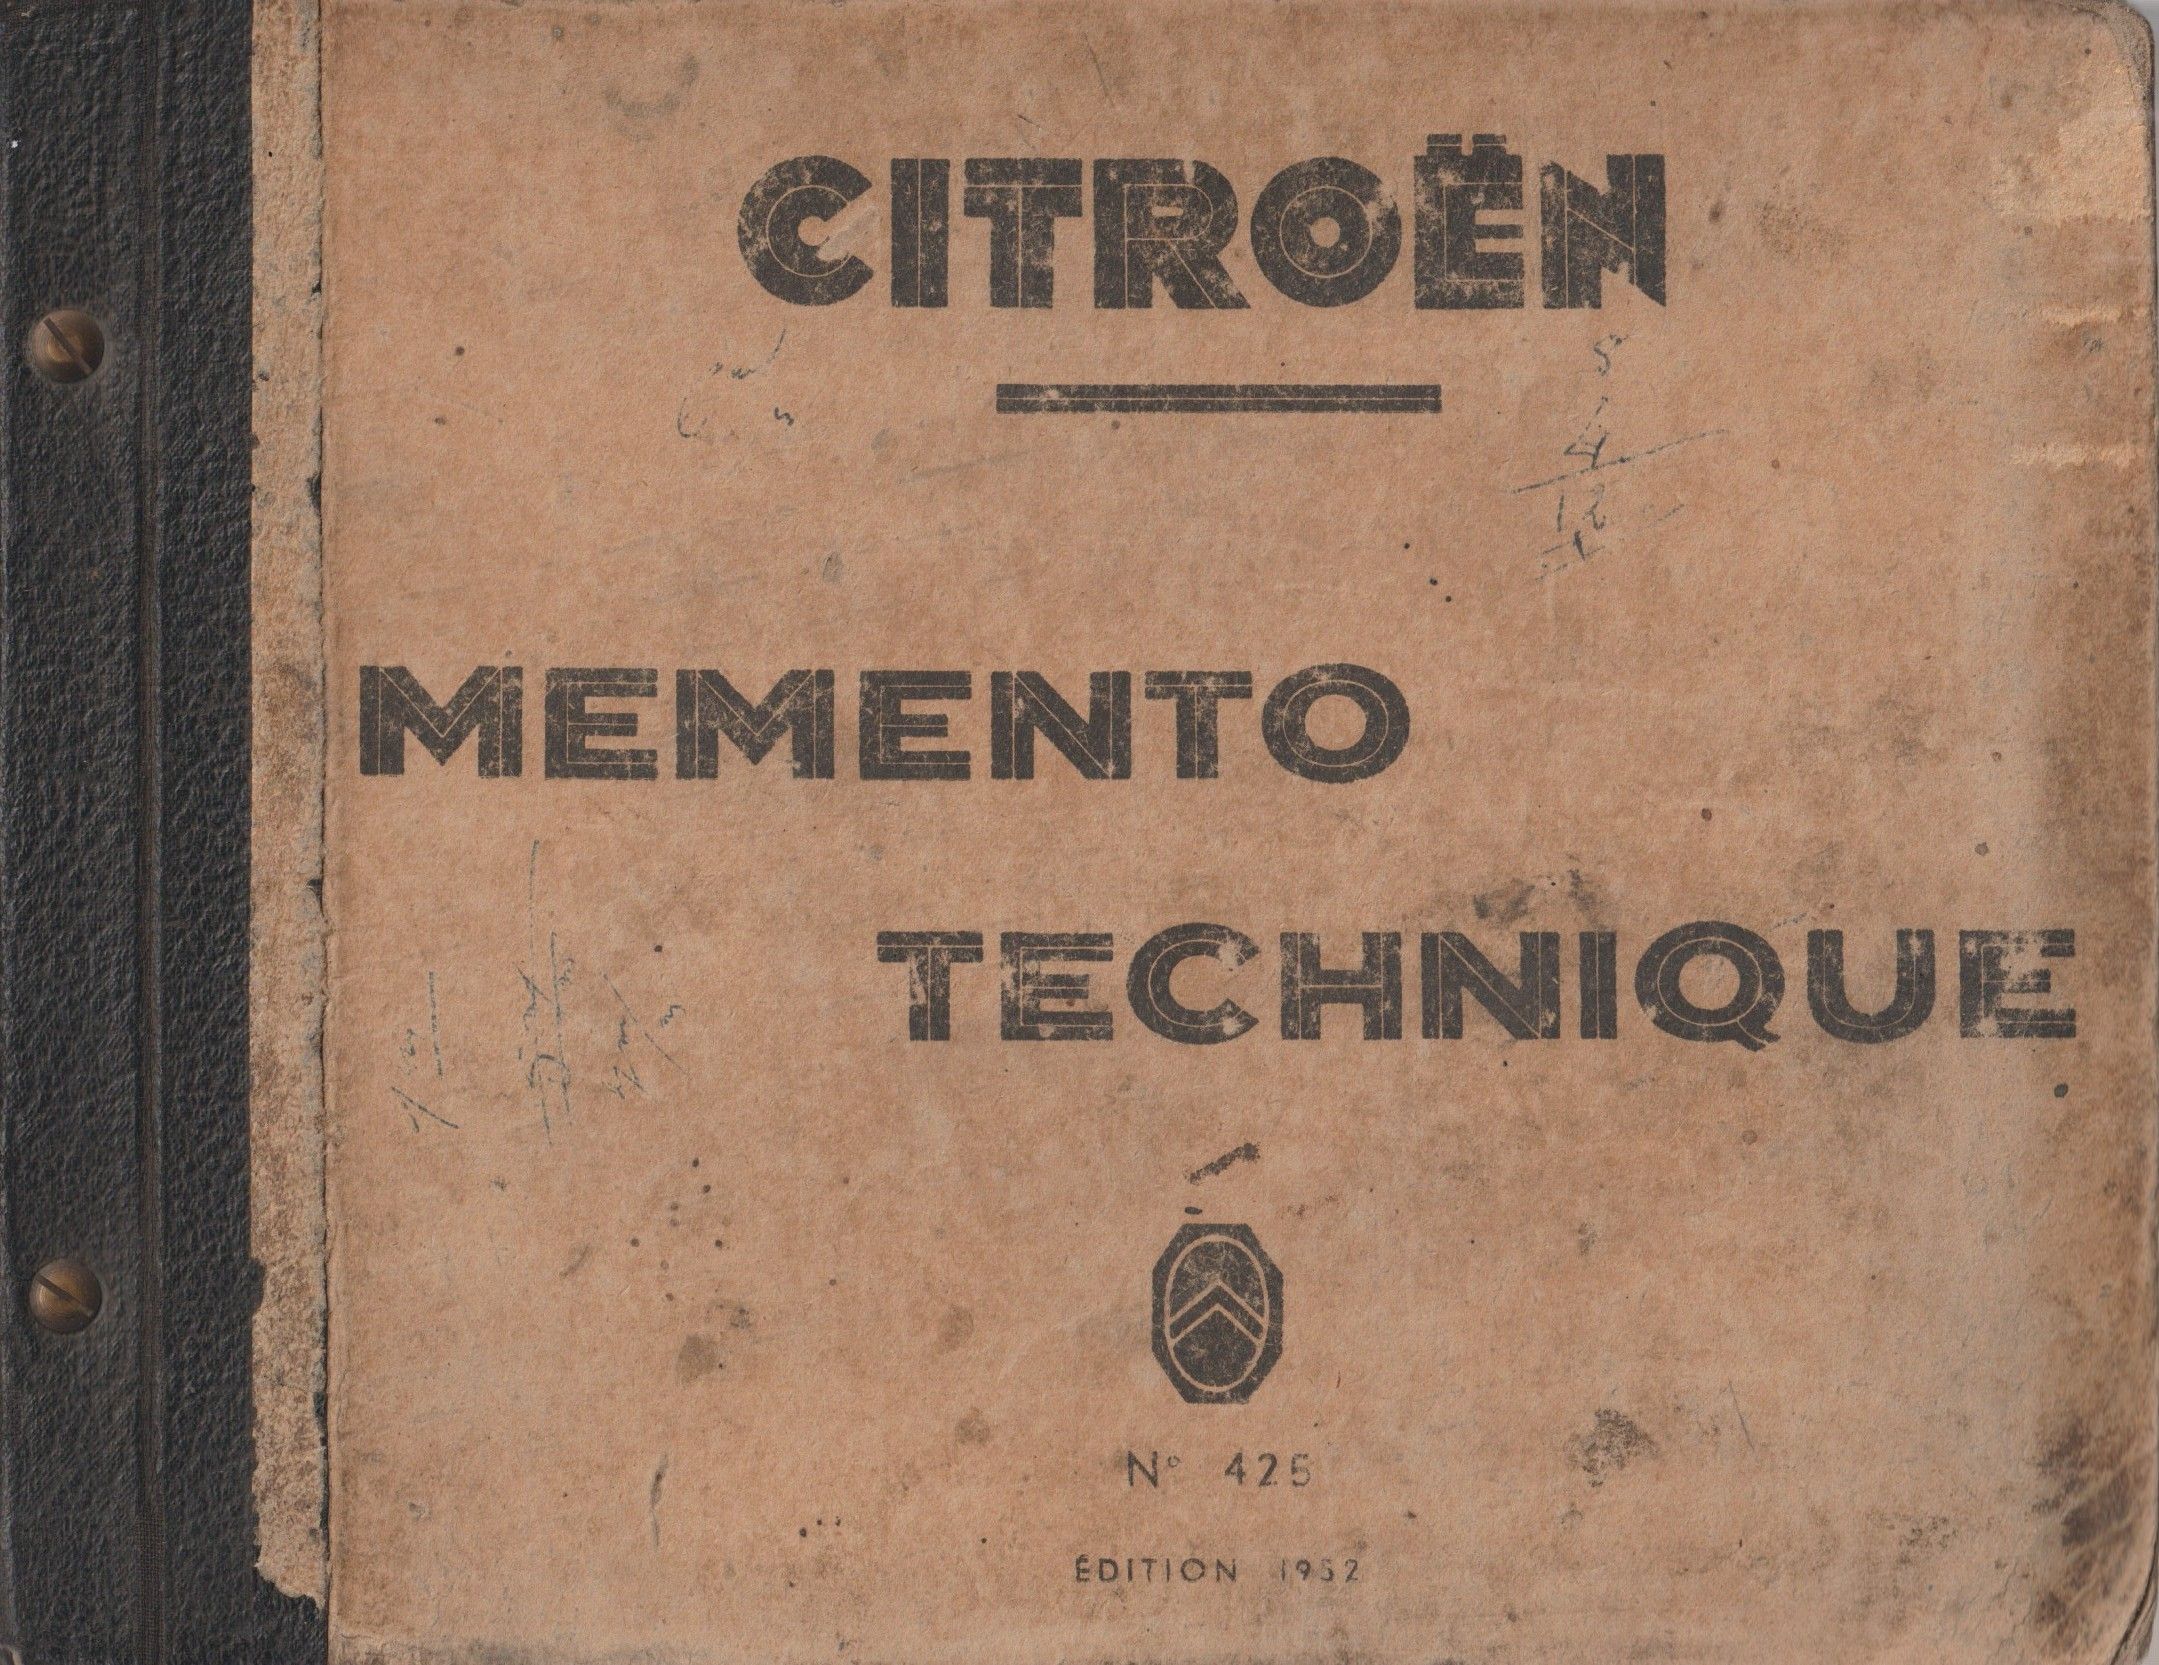 CITROËN
MEMENTO
TECHNIQUE
N° 425
ÉDITION 1952